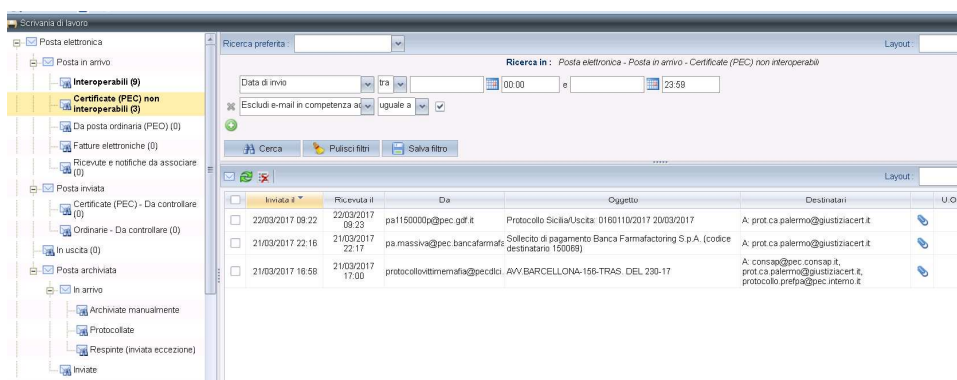 Scrivania di lavoro
Posta elettronica
Posta in arrivo
Interoperabili (9)
Certificate (PEC) non
interoperabili (3)
Da posta ordinaria (PEO) (0)
Fatture elettroniche (0)
Ricevute e notifiche da associare
(0)
Posta inviata
Certificate (PEC) - Da controllare
(0)
Ordinarie - Da controllare (0)
In uscita (0)
Posta archiviata
In arrivo
Archiviate manualmente
Protocollate
Respinte (inviata eccezione)
Inviate
Ricerca preferita :
Layout :
Ricerca in : Posta elettronica - Posta in arrivo - Certificate (PEC) non interoperabili
Data di invio tra 00:00 e 23:59
Escludi e-mail in competenza ad uguale a
Cerca Pulisci filtri Salva filtro
Layout :
Inviata il Ricevuta il Da Oggetto Destinatari U.O
22/03/2017 09:22 22/03/2017 09:23 pa1150000p@pec.gdf.it Protocollo Sicilia/Uscita: 0160110/2017 20/03/2017 A: prot.ca.palermo@giustiziacert.it
21/03/2017 22:16 21/03/2017 22:17 pa.massiva@pec.bancafarmafa Sollecito di pagamento Banca Farmafactoring S.p.A. (codice destinatario 150069) A: prot.ca.palermo@giustiziacert.it
21/03/2017 16:58 21/03/2017 17:00 protocollovittimemafia@pecdlci. AVV.BARCELLONA-156-TRAS. DEL 230-17 A: consap@pec.consap.it, prot.ca.palermo@giustiziacert.it, protocollo.prefpa@pec.interno.it